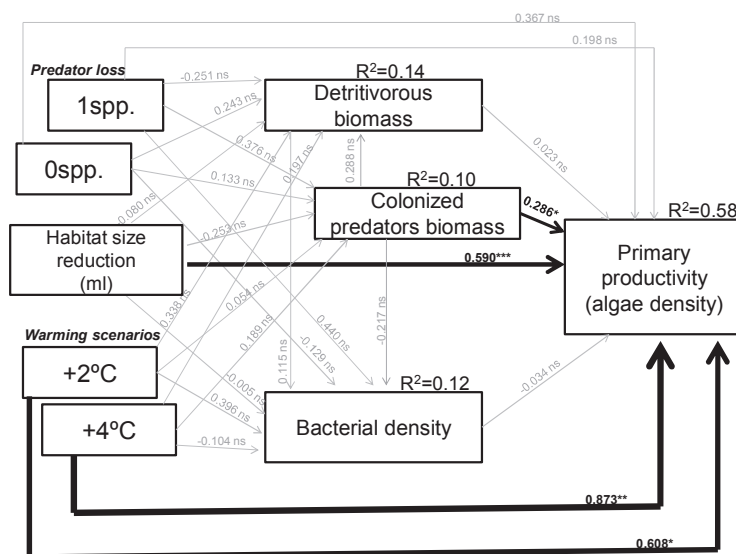 0.367 ns
0.198 ns
Predator loss
-0.251 ns
R²=0.14
1spp.
0.243 ns
Detritivorous
biomass
0.376 ns
0.197 ns
0.023 ns
0spp.
0.133 ns
0.288 ns
R²=0.10
0.080 ns
Colonized
predators biomass
0.286*
R²=0.58
-0.253 ns
Habitat size
reduction
(ml)
0.590***
Primary
productivity
(algae density)
0.338 ns
0.054 ns
0.189 ns
0.440 ns
-0.217 ns
Warming scenarios
0.115 ns
-0.129 ns
+2ºC
-0.005 ns
R²=0.12
-0.034 ns
0.396 ns
+4ºC
Bacterial density
-0.104 ns
0.873**
0.608*